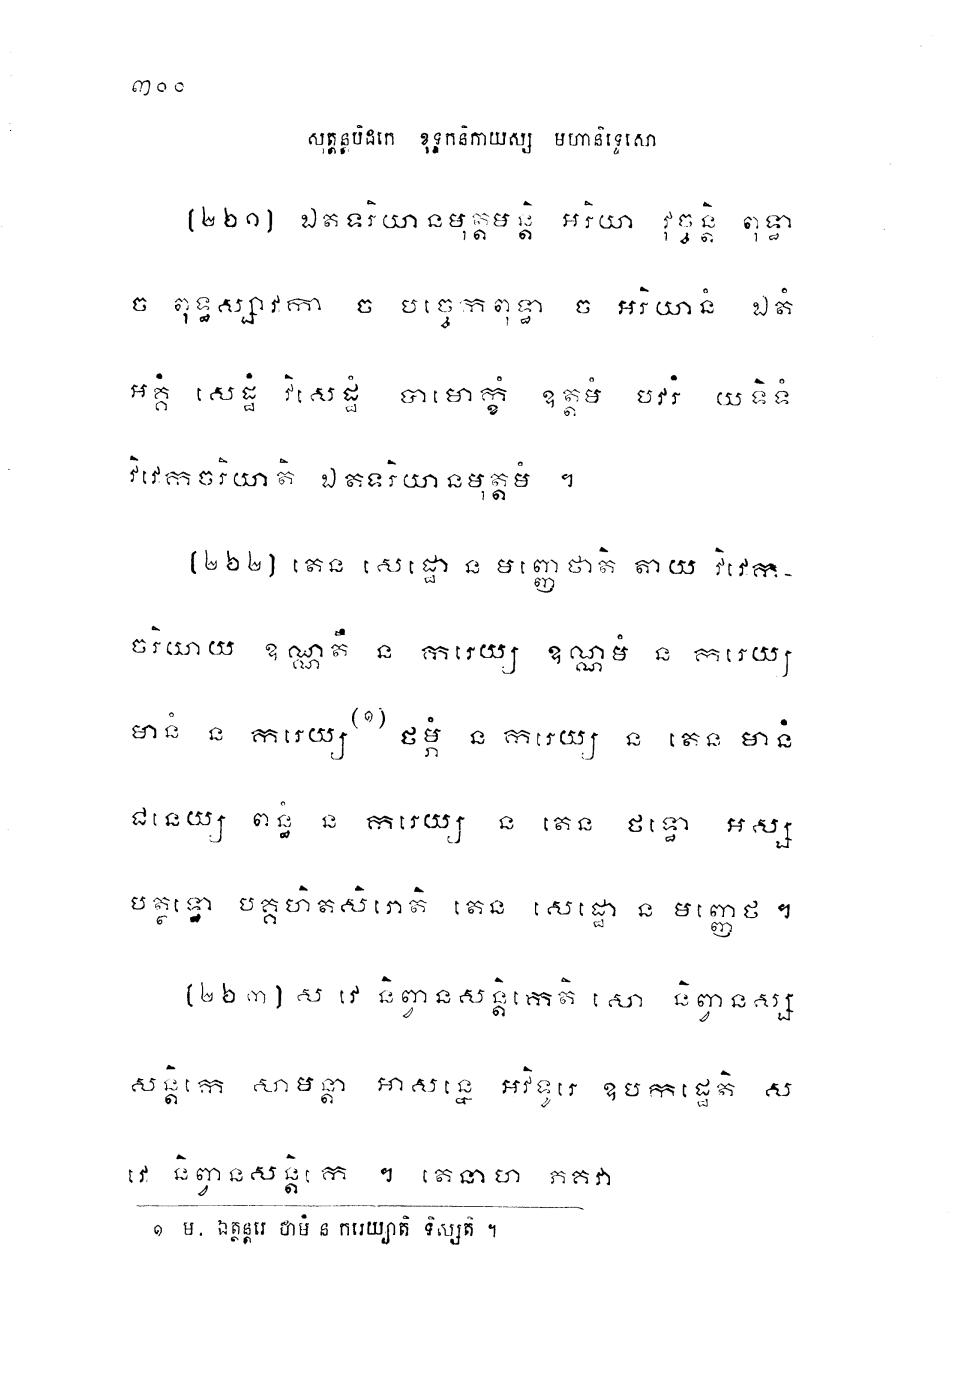 ៣០០
សុត្តន្តបិដកេ ខុទ្ទកនិកាយស្ស មហានិទ្ទេសោ
(២២១) ឯតទរិយានមុត្តមន្តិ អរិយា វុច្ចន្តិ ពុទ្ធា
ច ពុទ្ធស្សាវកា ច បច្ចេកពុទ្ធា ច អរិយានំ ឯតំ
អគ្គំ សេដ្ឋំ វិសេដ្ឋំ បាមោក្ខំ ឧត្តមំ បវរំ យទិទំ
វិវេកចរិយាតិ ឯតទរិយានមុត្តមំ ។
(២២២) តេន សេដ្ឋោ ន មញ្ញេថាតិ តាយ វិវេក-
ចរិយាយ ឧណ្ណតឹ ន ករេយ្យ ឧណ្ណមំ ន ករេយ្យ
មានំ ន ករេយ្យ(១) ថម្ភំ ន ករេយ្យ ន តេន មានំ
ជនេយ្យ ពន្ធំ ន ករេយ្យ ន តេន ថទ្ធោ អស្ស
បត្ថទ្ធោ បគ្គហិតសិរោតិ តេន សេដ្ឋោ ន មញ្ញេថ ។
(២២៣) ស វេ និព្វានសន្តិកេតិ សោ និព្វានស្ស
សន្តិកេ សាមន្តា អាសន្នេ អវិទូរេ ឧបកដ្ឋេតិ ស
វេ និព្វានសន្តិកេ ។ តេនាហ ភគវា
១ ម. ឯត្ថន្តរេ ថាមំ ន ករេយ្យាតិ ទិស្សតិ ។